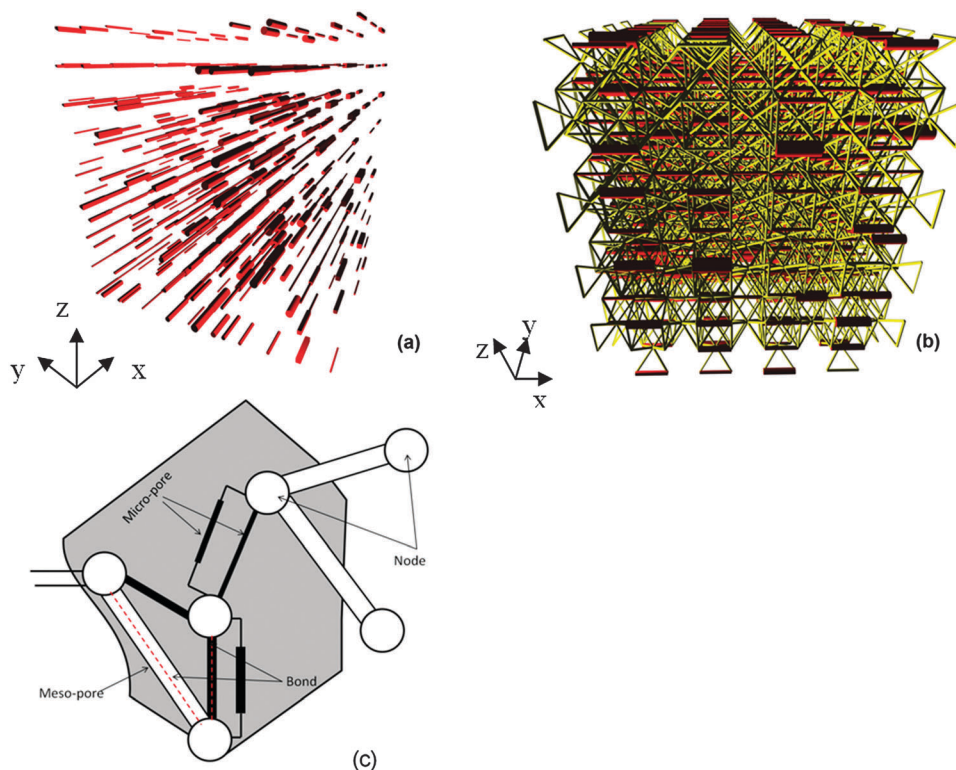 (a)
z
y
x
(b)
z
y
x
Micro-pore
Node
Meso-pore
Bond
(c)